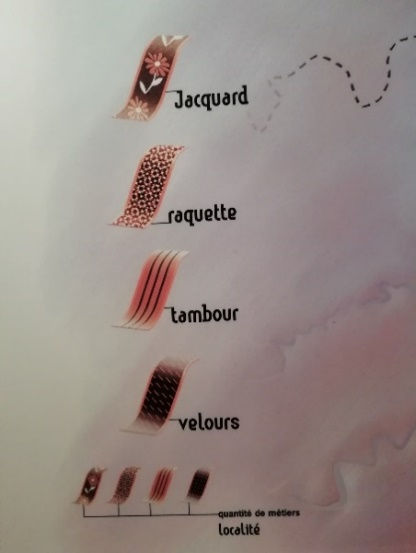 Jacquard
raquette
tambour
velours
quantité de métiers
localité